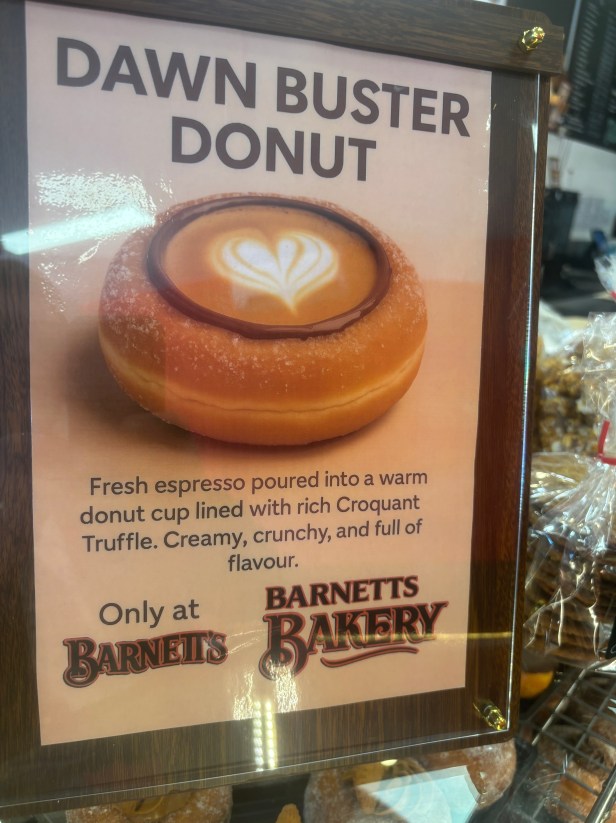 DAWN BUSTER
DONUT
Fresh espresso poured into a warm
donut cup lined with rich Croquant
Truffle. Creamy, crunchy, and full of
flavour.
Only at
BARNETTS
BARNETTS
BAKERY